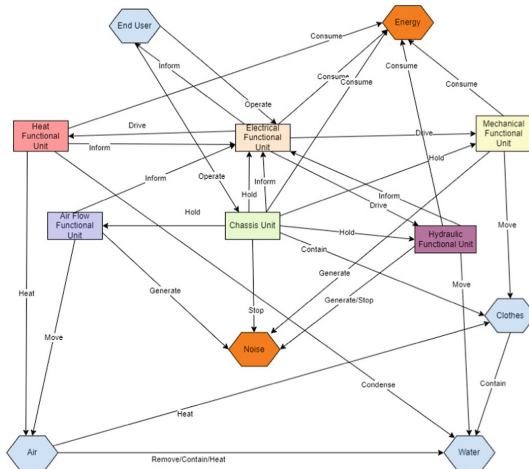 End User
Energy
Consume
Inform
Consume
Consume
Consume
Consume
Operate
Heat
Functional
Unit
Drive
Electrical
Functional
Unit
Drive
Mechanical
Functional
Unit
Inform
Hold
Operate
Inform
Hold
Inform
Inform
Drive
Air Flow
Functional
Unit
Hold
Chassis Unit
Hold
Hydraulic
Functional Unit
Move
Contain
Heat
Generate
Generate
Move
Generate/Stop
Stop
Clothes
Move
Noise
Heat
Condense
Contain
Air
Remove/Contain/Heat
Water